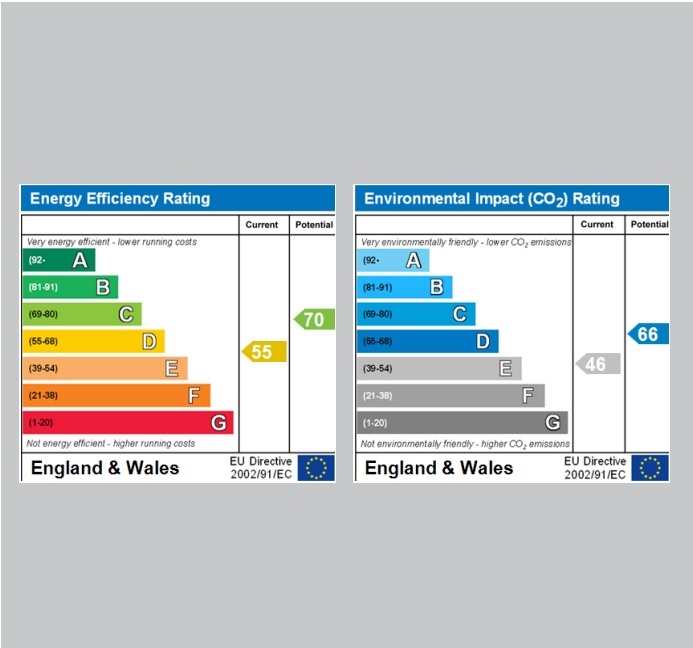 Energy Efficiency Rating
Current Potential
Very energy efficient - lower running costs
(92- A
(81-91) B
(69-80) C
70
(55-68) D
55
(39-54) E
(21-38) F
(1-20) G
Not energy efficient - higher running costs
England & Wales
EU Directive
2002/91/EC
Environmental Impact (CO2) Rating
Current Potential
Very environmentally friendly - lower CO2 emissions
(92- A
(81-91) B
(69-80) C
(55-68) D
66
(39-54) E
46
(21-38) F
(1-20) G
Not environmentally friendly - higher CO2 emissions
England & Wales
EU Directive
2002/91/EC